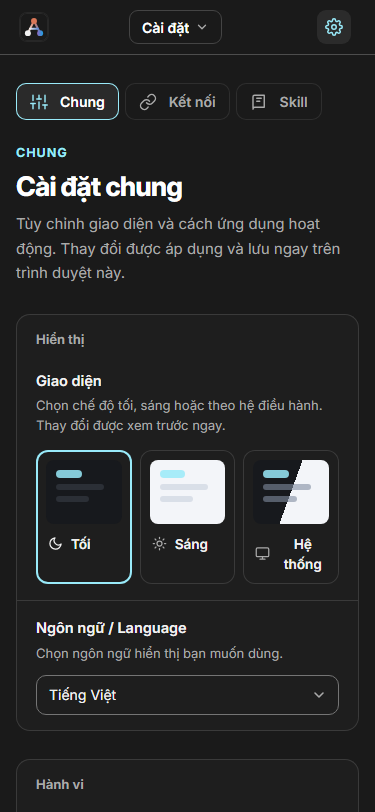 Cài đặt
Chung
Kết nối
Skill
CHUNG
Cài đặt chung
Tùy chỉnh giao diện và cách ứng dụng hoạt
động. Thay đổi được áp dụng và lưu ngay trên
trình duyệt này.
Hiển thị
Giao diện
Chọn chế độ tối, sáng hoặc theo hệ điều hành.
Thay đổi được xem trước ngay.
Tối
Sáng
Hệ
thống
Ngôn ngữ / Language
Chọn ngôn ngữ hiển thị bạn muốn dùng.
Tiếng Việt
Hành vi